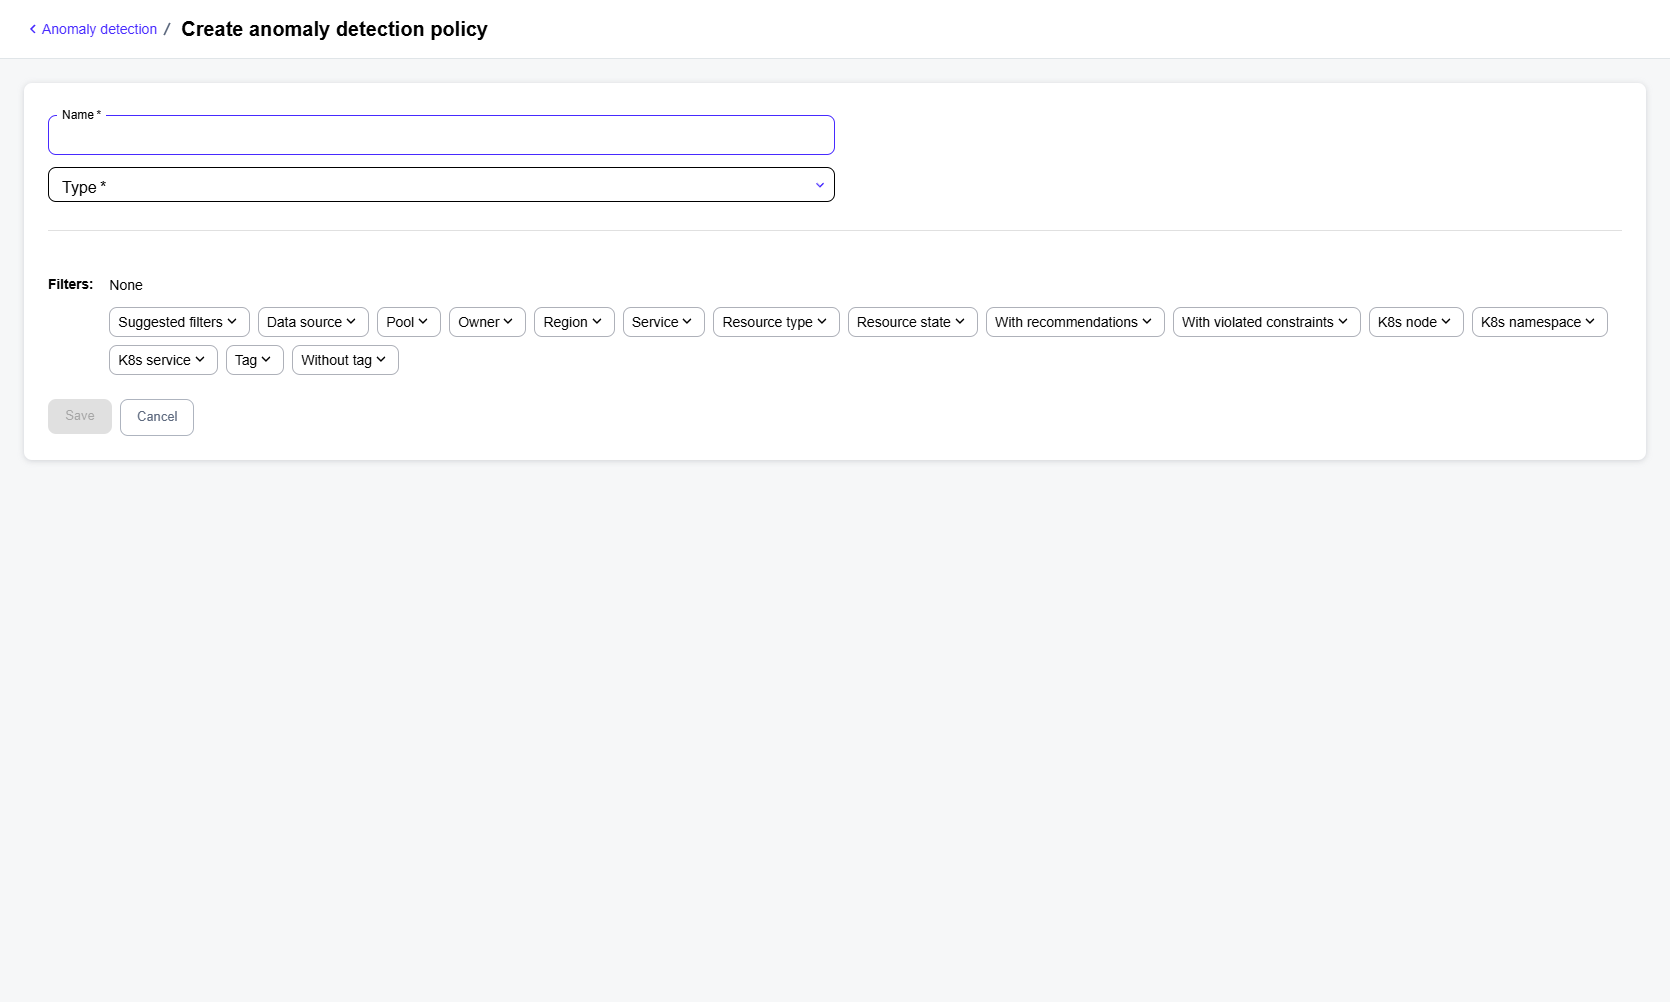 Anomaly detection / Create anomaly detection policy
Name *
Type *
Filters: None
Suggested filters Data source Pool Owner Region Service Resource type Resource state With recommendations With violated constraints K8s node K8s namespace
K8s service Tag Without tag
Save Cancel